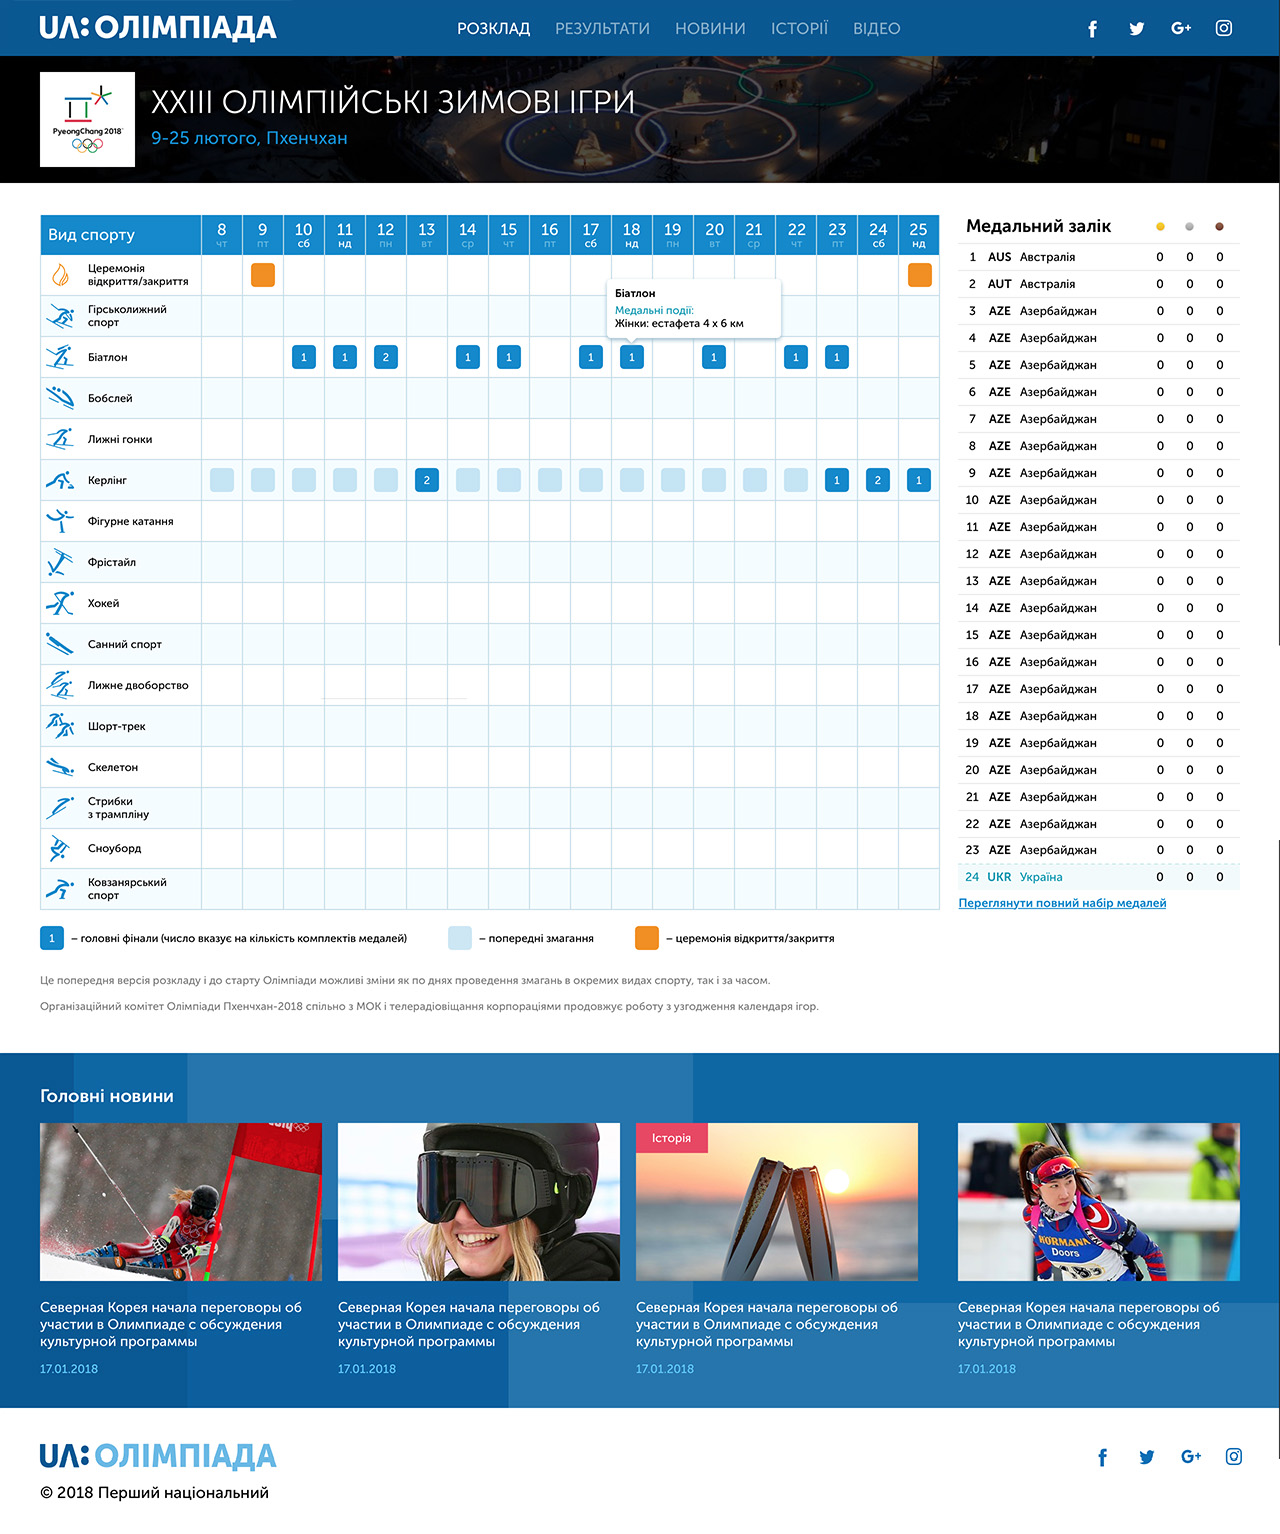 UA: ОЛІМПІАДА
РОЗКЛАД РЕЗУЛЬТАТИ НОВИНИ ІСТОРІЇ ВІДЕО
PyeongChang 2018
XXIII ОЛІМПІЙСЬКІ ЗИМОВІ ІГРИ
9-25 лютого, Пхенчхан
Вид спорту 8 9 10 11 12 13 14 15 16 17 18 19 20 21 22 23 24 25
чт пт сб нд пн вт ср чт пт сб нд пн вт ср чт пт сб нд
Церемонія
відкриття/закриття
Гірськолижний
спорт
Біатлон
Медальні події:
Жінки: естафета 4 х 6 км
Біатлон 1 1 2 1 1 1 1 1 1 1
Бобслей
Лижні гонки
Керлінг 2 1 2 1
Фігурне катання
Фрістайл
Хокей
Санний спорт
Лижне двоборство
Шорт-трек
Скелетон
Стрибки
з трампліну
Сноуборд
Ковзанярський
спорт
Медальний залік
1 AUS Австралія 0 0 0
2 AUT Австралія 0 0 0
3 AZE Азербайджан 0 0 0
4 AZE Азербайджан 0 0 0
5 AZE Азербайджан 0 0 0
6 AZE Азербайджан 0 0 0
7 AZE Азербайджан 0 0 0
8 AZE Азербайджан 0 0 0
9 AZE Азербайджан 0 0 0
10 AZE Азербайджан 0 0 0
11 AZE Азербайджан 0 0 0
12 AZE Азербайджан 0 0 0
13 AZE Азербайджан 0 0 0
14 AZE Азербайджан 0 0 0
15 AZE Азербайджан 0 0 0
16 AZE Азербайджан 0 0 0
17 AZE Азербайджан 0 0 0
18 AZE Азербайджан 0 0 0
19 AZE Азербайджан 0 0 0
20 AZE Азербайджан 0 0 0
21 AZE Азербайджан 0 0 0
22 AZE Азербайджан 0 0 0
23 AZE Азербайджан 0 0 0
24 UKR Україна 0 0 0
Переглянути повний набір медалей
1 – головні фінали (число вказує на кількість комплектів медалей) – попередні змагання – церемонія відкриття/закриття
Це попередня версія розкладу і до старту Олімпіади можливі зміни як по днях проведення змагань в окремих видах спорту, так і за часом.
Організаційний комітет Олімпіади Пхенчхан-2018 спільно з МОК і телерадіовіщання корпораціями продовжує роботу з узгодження календаря ігор.
Головні новини
Історія
HORMANN
Doors
Северная Корея начала переговоры об
участии в Олимпиаде с обсуждения
культурной программы
17.01.2018
Северная Корея начала переговоры об
участии в Олимпиаде с обсуждения
культурной программы
17.01.2018
Северная Корея начала переговоры об
участии в Олимпиаде с обсуждения
культурной программы
17.01.2018
Северная Корея начала переговоры об
участии в Олимпиаде с обсуждения
культурной программы
17.01.2018
UA: ОЛІМПІАДА
© 2018 Перший національний